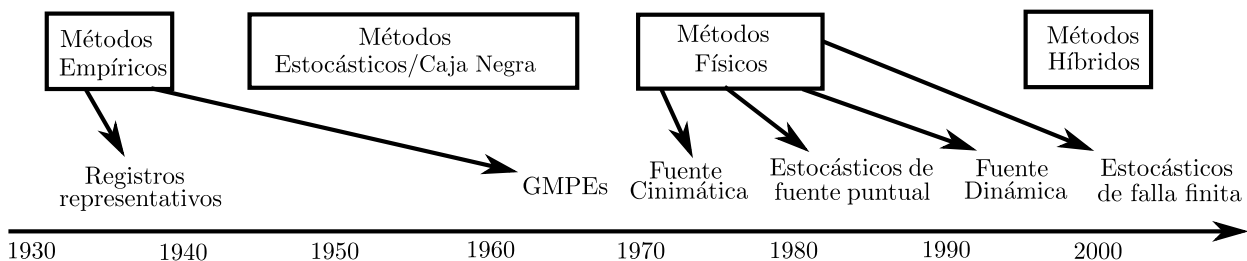 Métodos
Empíricos
Métodos
Estocásticos/Caja Negra
Métodos
Físicos
Métodos
Híbridos
Registros
representativos
GMPEs
Fuente
Cinimática
Estocásticos de
fuente puntual
Fuente
Dinámica
Estocásticos
de falla finita
1930
1940
1950
1960
1970
1980
1990
2000